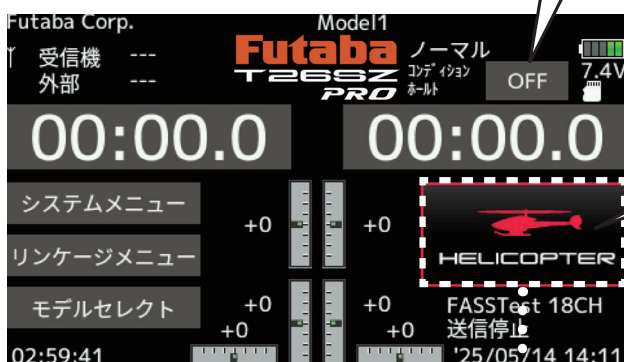 Futaba Corp.
Model1
受信機 ---
外部 ---
Futaba
T26SZ
PRO
ノーマル
コンデイション
ホールト
OFF
7.4V
00:00.0
00:00.0
システムメニュー
リンケージメニュー
モデルセレクト
+0
+0
HELICOPTER
+0
+0
+0
+0
FASSTest 18CH
送信停止
02:59:41
'25/05/14 14:11